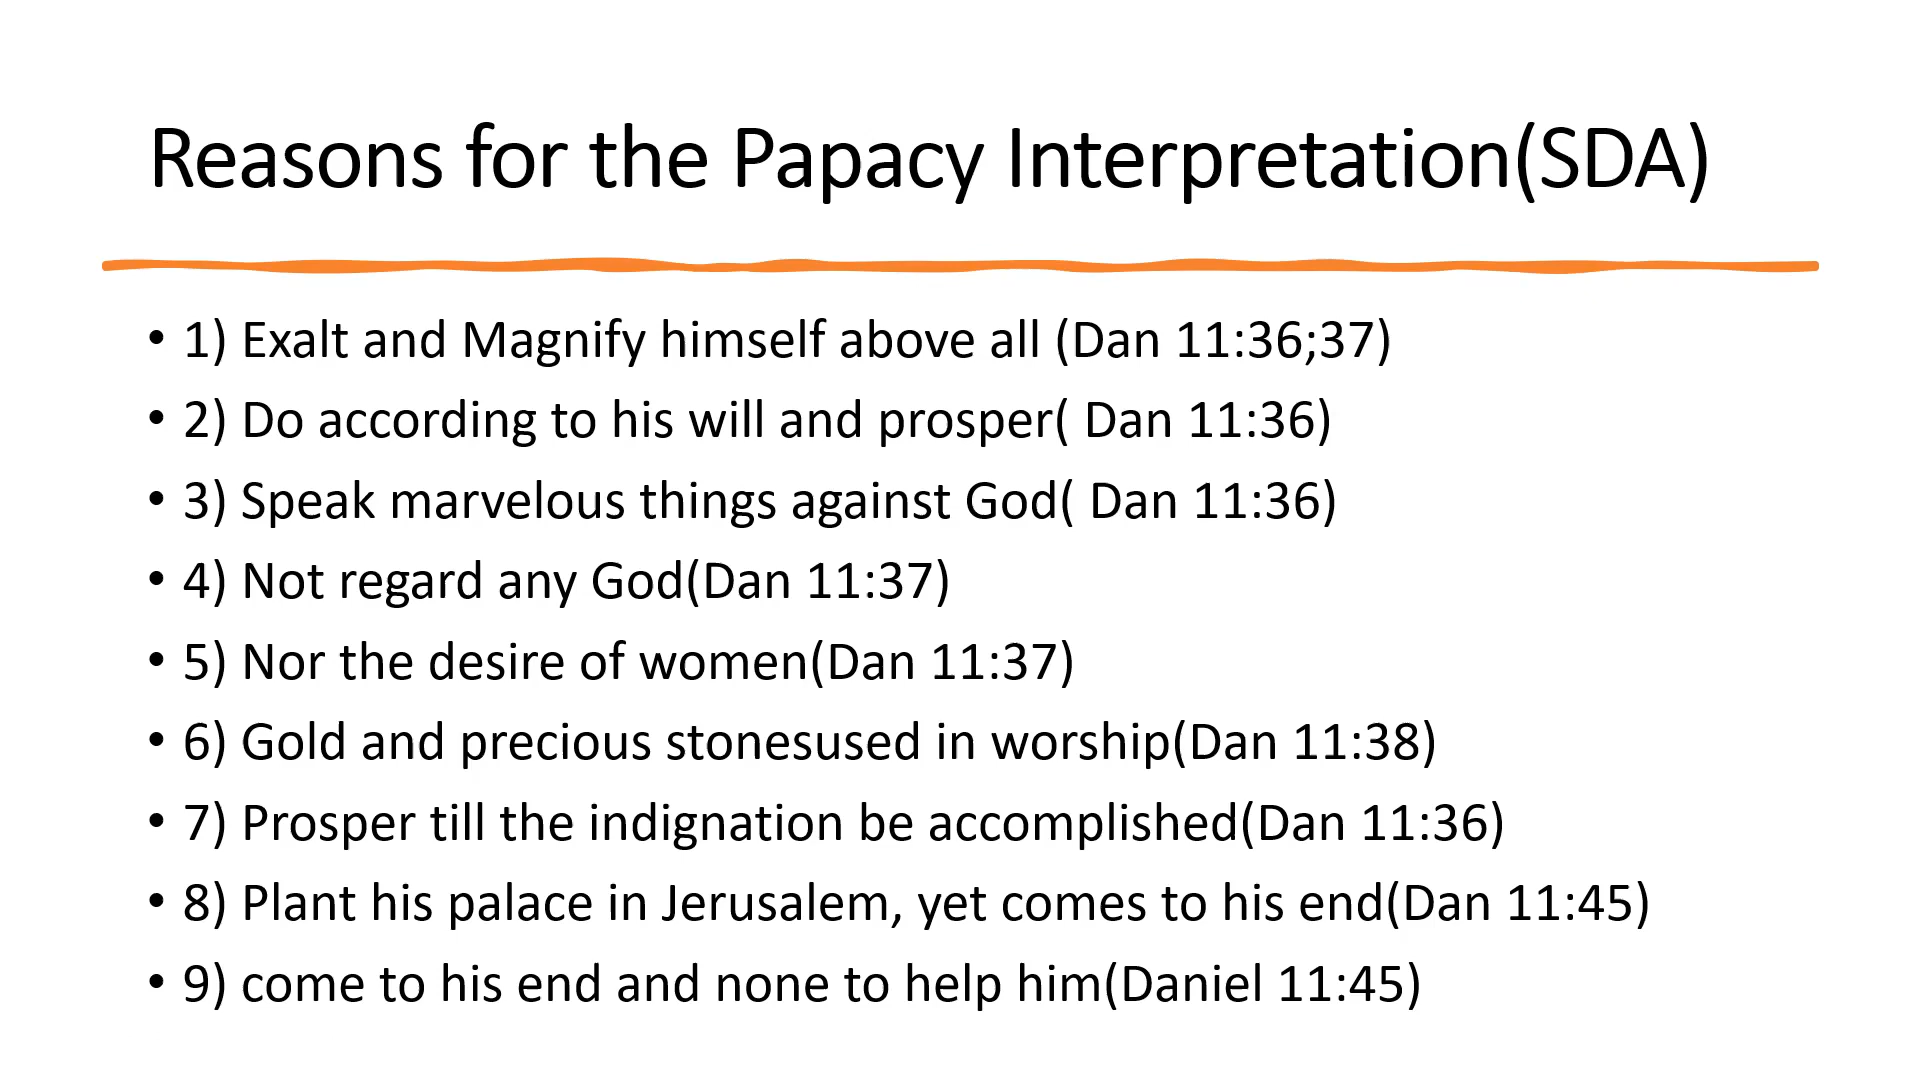 Reasons for the Papacy Interpretation(SDA)
• 1) Exalt and Magnify himself above all (Dan 11:36;37)
• 2) Do according to his will and prosper( Dan 11:36)
• 3) Speak marvelous things against God( Dan 11:36)
• 4) Not regard any God(Dan 11:37)
• 5) Nor the desire of women(Dan 11:37)
• 6) Gold and precious stonesused in worship(Dan 11:38)
• 7) Prosper till the indignation be accomplished(Dan 11:36)
• 8) Plant his palace in Jerusalem, yet comes to his end(Dan 11:45)
• 9) come to his end and none to help him(Daniel 11:45)